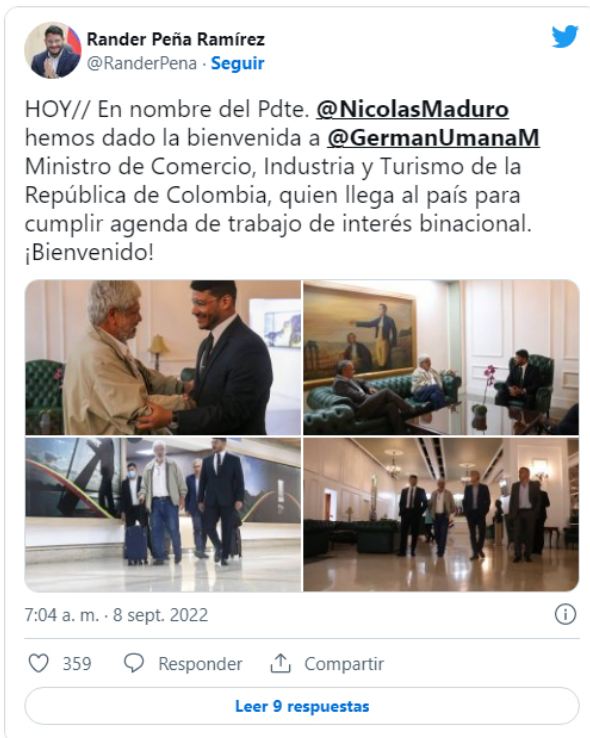 Rander Peña Ramírez
@RanderPena · Seguir
HOY// En nombre del Pdte. @NicolasMaduro
hemos dado la bienvenida a @GermanUmanaM
Ministro de Comercio, Industria y Turismo de la
República de Colombia, quien llega al país para
cumplir agenda de trabajo de interés binacional.
¡Bienvenido!
7:04 a. m. · 8 sept. 2022
359 Responder Compartir
Leer 9 respuestas